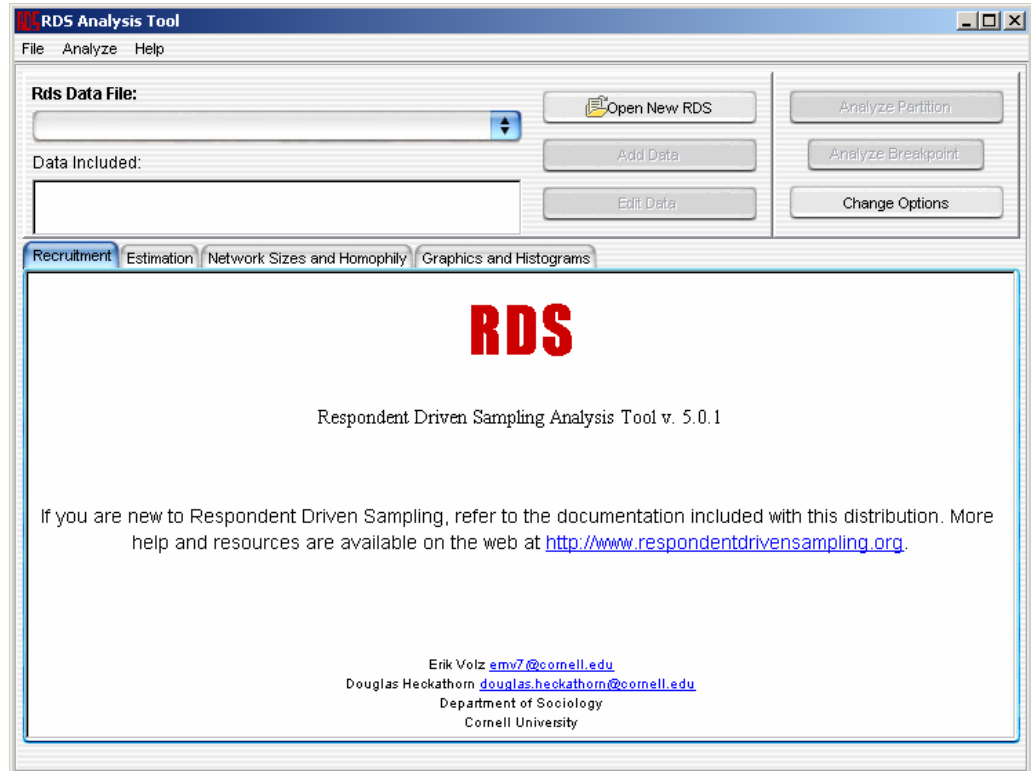 RDS RDS Analysis Tool
File Analyze Help
Rds Data File:
Open New RDS
Analyze Partition
Data Included:
Add Data
Analyze Breakpoint
Edit Data
Change Options
Recruitment Estimation Network Sizes and Homophily Graphics and Histograms
RDS
Respondent Driven Sampling Analysis Tool v. 5.0.1
If you are new to Respondent Driven Sampling, refer to the documentation included with this distribution. More
help and resources are available on the web at http://www.respondentdrivensampling.org.
Erik Volz emv7@cornell.edu
Douglas Heckathorn douglas.heckathorn@cornell.edu
Department of Sociology
Cornell University